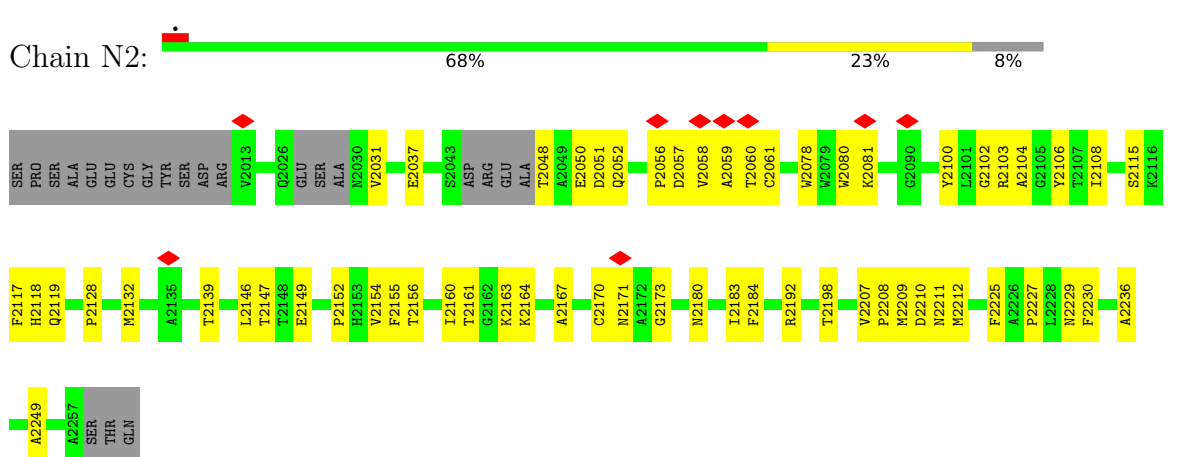 Chain N2:
68% 23% 8%
SER PRO SER ALA GLU GLU CYS GLY TYR SER ASP ARG V2013 Q2026 GLU SER ALA N2030 V2031 E2037 S2043 ASP ARG GLU ALA T2048 A2049 E2050 D2051 Q2052 P2056 D2057 V2058 A2059 T2060 C2061 W2078 W2079 W2080 K2081 G2090 Y2100 L2101 G2102 R2103 A2104 G2105 Y2106 T2107 I2108 S2115 K2116
F2117 H2118 Q2119 P2128 M2132 A2135 T2139 L2146 T2147 T2148 E2149 P2152 H2153 V2154 F2155 T2156 I2160 T2161 G2162 K2163 K2164 A2167 C2170 N2171 A2172 G2173 N2180 I2183 F2184 R2192 T2198 V2207 P2208 M2209 D2210 N2211 M2212 F2225 A2226 P2227 L2228 N2229 F2230 A2236
A2249 A2257 SER THR GLN